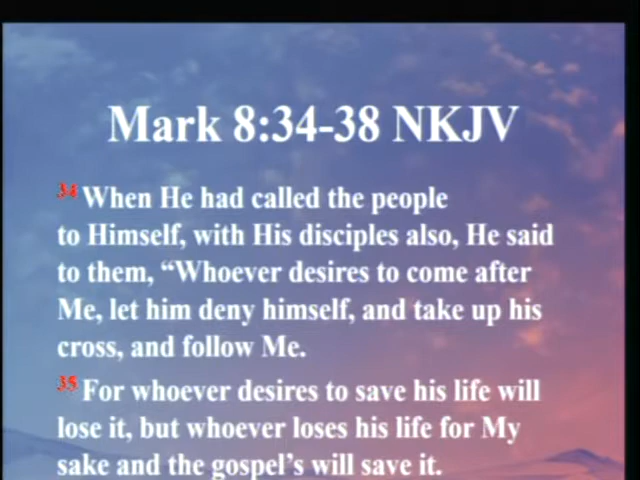 Mark 8:34-38 NKJV
34 When He had called the people
to Himself, with His disciples also, He said
to them, “Whoever desires to come after
Me, let him deny himself, and take up his
cross, and follow Me.
35 For whoever desires to save his life will
lose it, but whoever loses his life for My
sake and the gospel’s will save it.